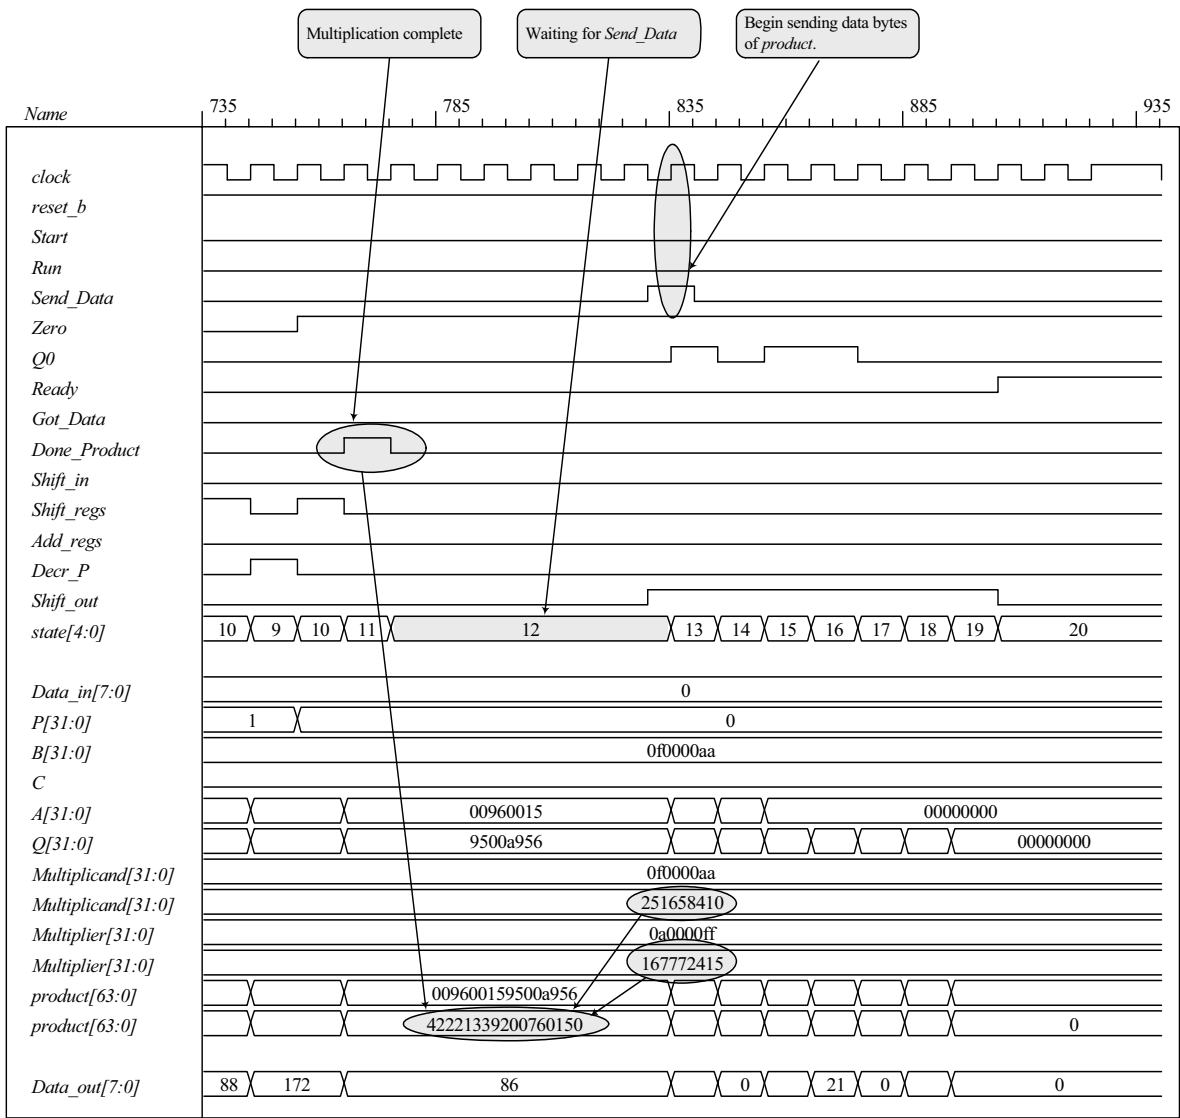 Multiplication complete
Waiting for Send_Data
Begin sending data bytes
of product.
Name 735 785 835 885 935
clock
reset_b
Start
Run
Send_Data
Zero
Q0
Ready
Got_Data
Done_Product
Shift_in
Shift_regs
Add_regs
Decr_P
Shift_out
state[4:0] 10 9 10 11 12 13 14 15 16 17 18 19 20
Data_in[7:0] 0
P[31:0] 1 0
B[31:0] 0f0000aa
C
A[31:0] 00960015 00000000
Q[31:0] 9500a956 00000000
Multiplicand[31:0] 0f0000aa
Multiplicand[31:0] 251658410
Multiplier[31:0] 0a0000ff
Multiplier[31:0] 167772415
product[63:0] 009600159500a956
product[63:0] 42221339200760150 0
Data_out[7:0] 88 172 86 0 21 0 0